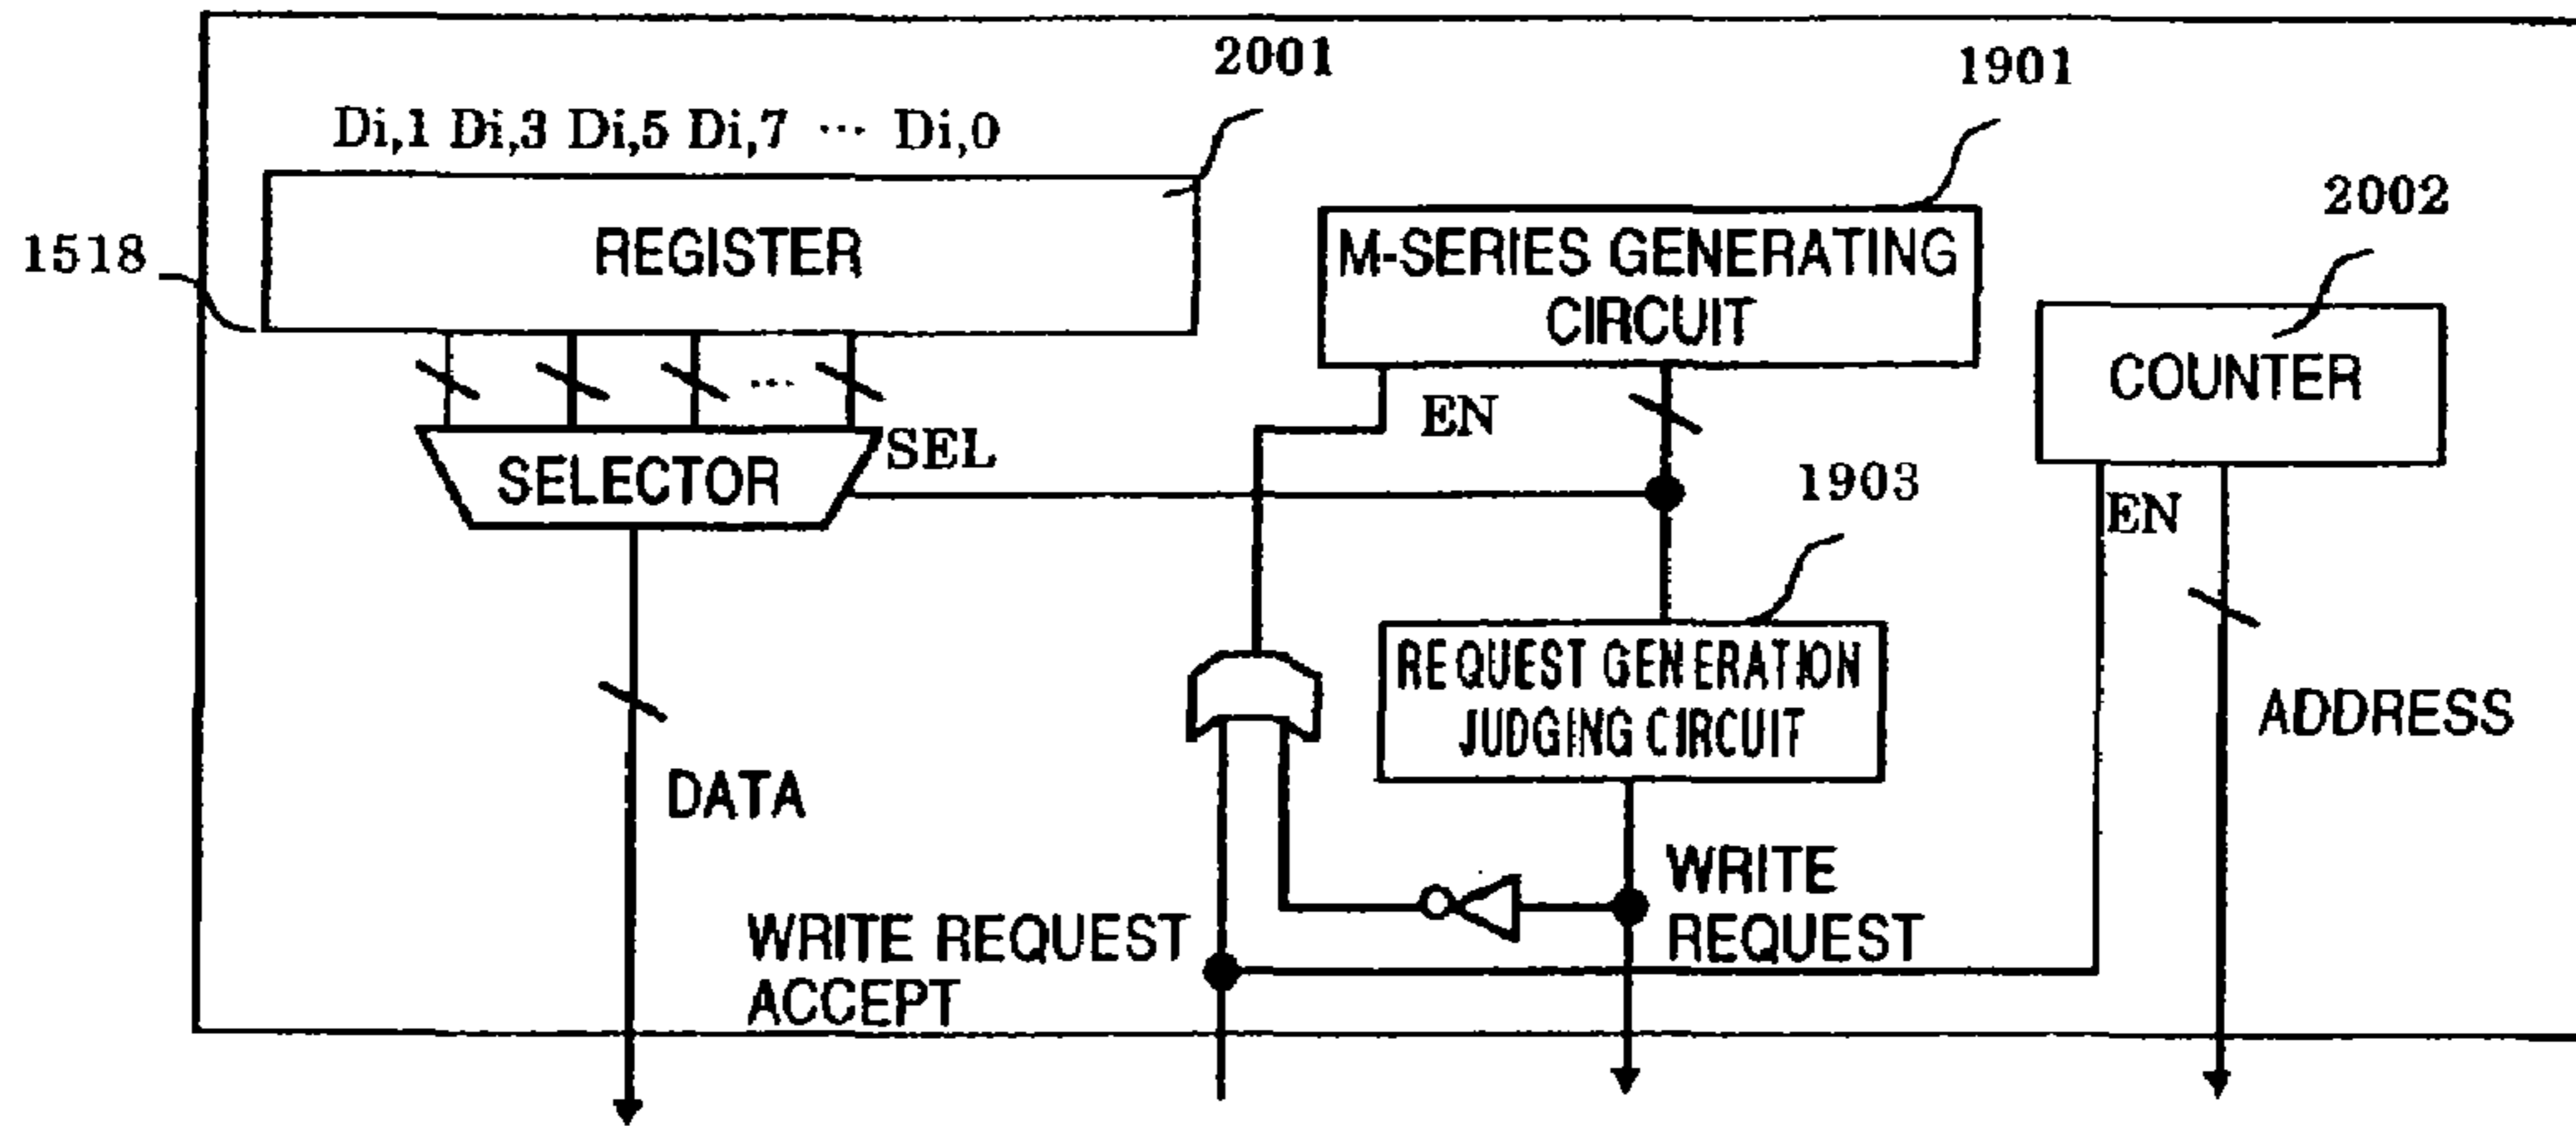 2001
1901
Di,1 Di,3 Di,5 Di,7 ... Di,0
2002
1518
REGISTER
M-SERIES GENERATING
CIRCUIT
COUNTER
...
EN
SEL
SELECTOR
1903
EN
REQUEST GENERATION
JUDGING CIRCUIT
ADDRESS
DATA
WRITE
REQUEST
WRITE REQUEST
ACCEPT